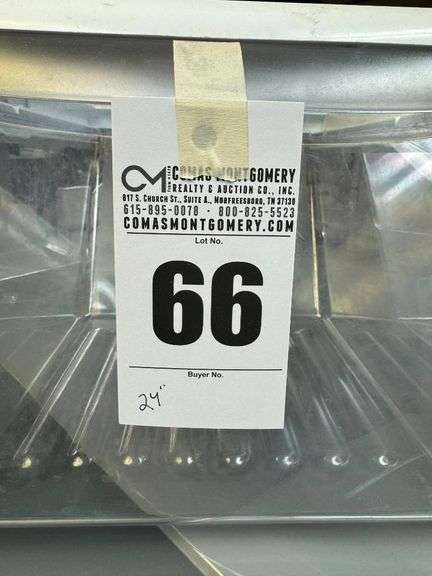 CM COMAS MONTGOMERY
REALTY & AUCTION CO., INC.
817 S. CHURCH ST., SUITE A., MURFREESBORO, TN 37130
615-895-0078 · 800-825-5523
COMASMONTGOMERY.COM
Lot No.
66
Buyer No.
24"